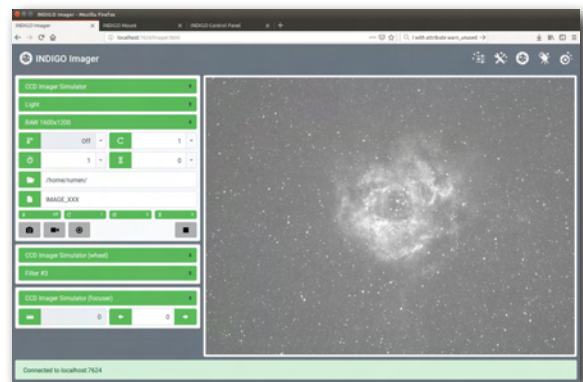 INDIGO Imager - Mozilla Firefox
INDIGO Imager
INDIGO Mount
INDIGO Control Panel
localhost:7624/imager.html
INDIGO Imager
CCD Imager Simulator
Light
RAW 1600x1200
Off
1
1
0
/home/rumen/
IMAGE_XXX
CCD Imager Simulator (wheel)
Filter #3
CCD Imager Simulator (focuser)
0
0
Connected to localhost:7624